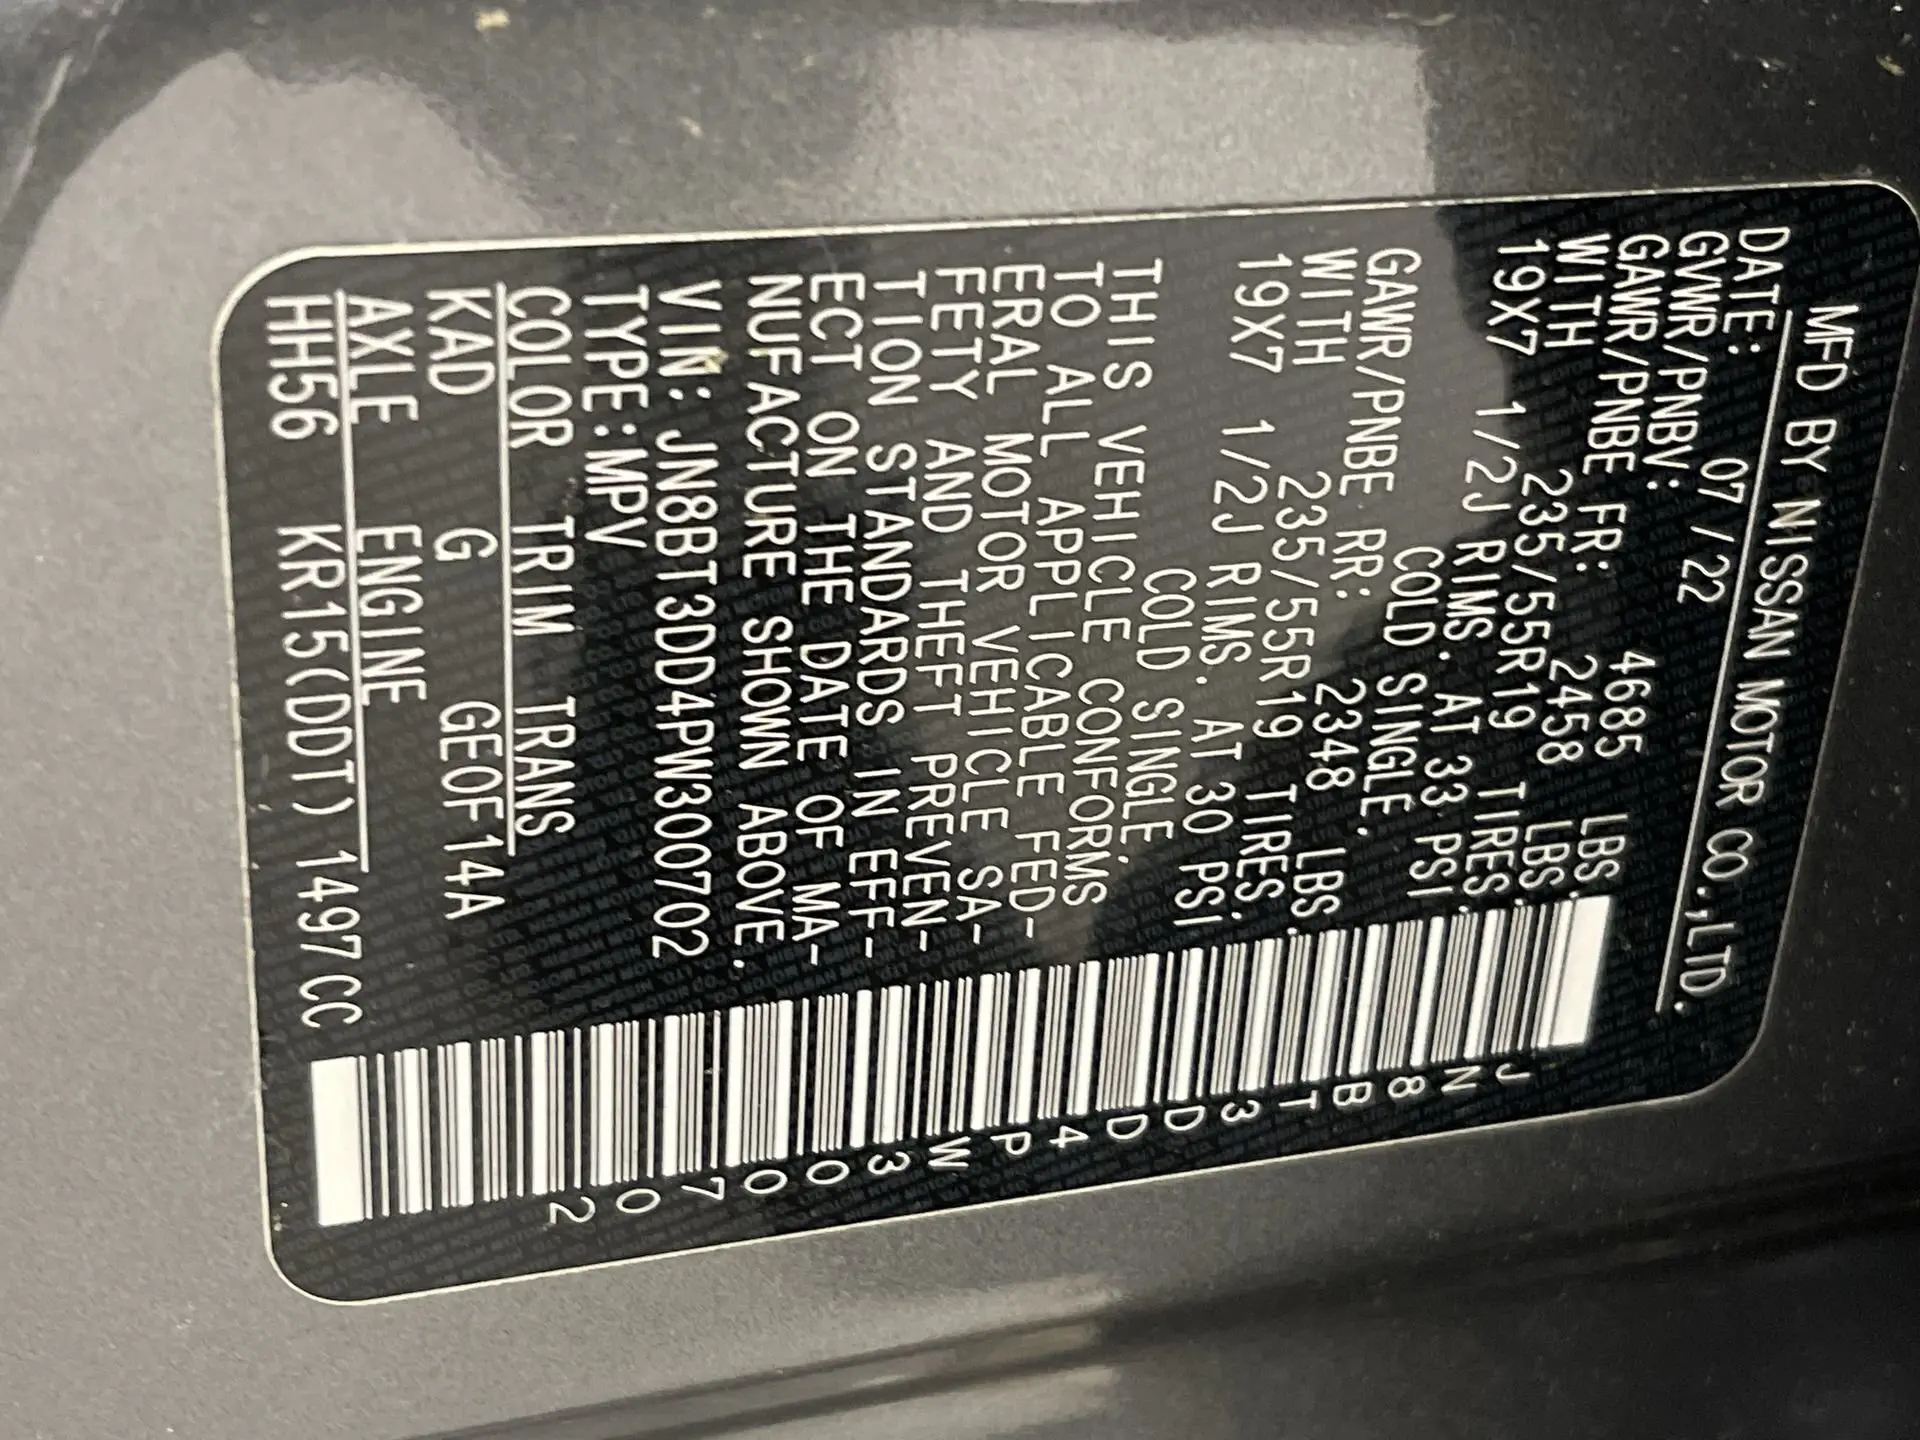 MFD BY NISSAN MOTOR CO.,LTD.
DATE: 07/22
GVWR/PNBV: 4685 LBS.
GAWR/PNBE FR: 2458 LBS.
WITH 235/55R19 TIRES.
19X7 1/2J RIMS. AT 33 PSI.
COLD SINGLE.
GAWR/PNBE RR: 2348 LBS.
WITH 235/55R19 TIRES.
19X7 1/2J RIMS. AT 30 PSI
COLD SINGLE.
THIS VEHICLE CONFORMS
TO ALL APPLICABLE FED-
ERAL MOTOR VEHICLE SA-
FETY AND THEFT PREVEN-
TION STANDARDS IN EFF-
ECT ON THE DATE OF MA-
NUFACTURE SHOWN ABOVE.
VIN: JN8BT3DD4PW300702
TYPE:MPV
COLOR TRIM TRANS
KAD G GE0F14A
AXLE ENGINE
HH56 KR15(DDT) 1497CC
JN8BT3DD4PW300702